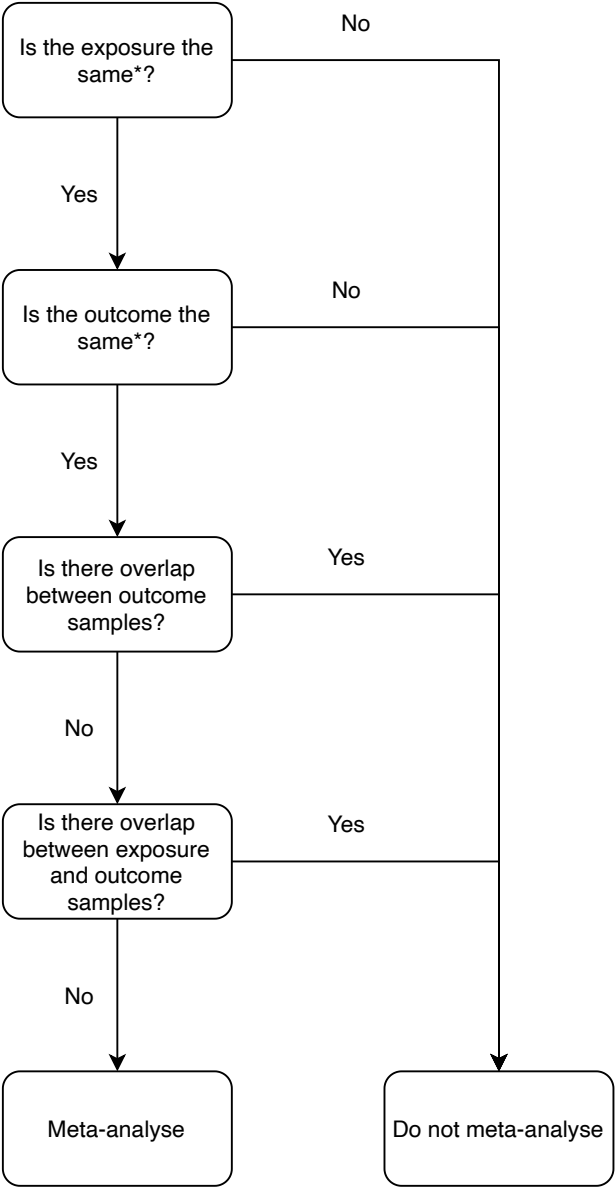 Is the exposure the
same*?
No
Yes
Is the outcome the
same*?
No
Yes
Is there overlap
between outcome
samples?
Yes
No
Is there overlap
between exposure
and outcome
samples?
Yes
No
Meta-analyse
Do not meta-analyse